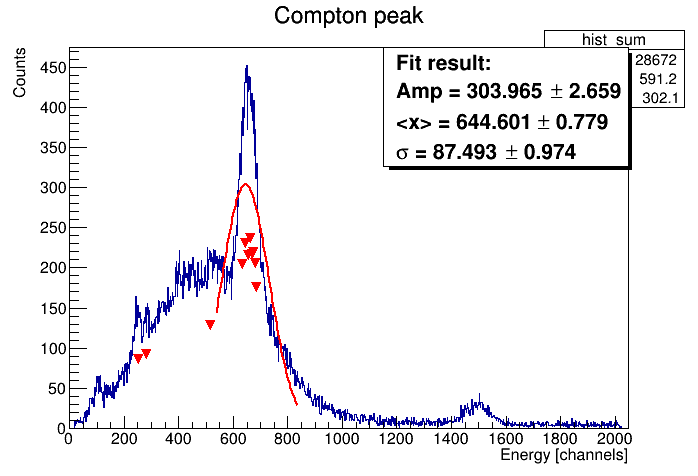 Compton peak
hist_sum
28672
591.2
302.1
Fit result:
Amp = 303.965 ± 2.659
<x> = 644.601 ± 0.779
σ = 87.493 ± 0.974
Counts
450
400
350
300
250
200
150
100
50
0
0 200 400 600 800 1000 1200 1400 1600 1800 2000
Energy [channels]